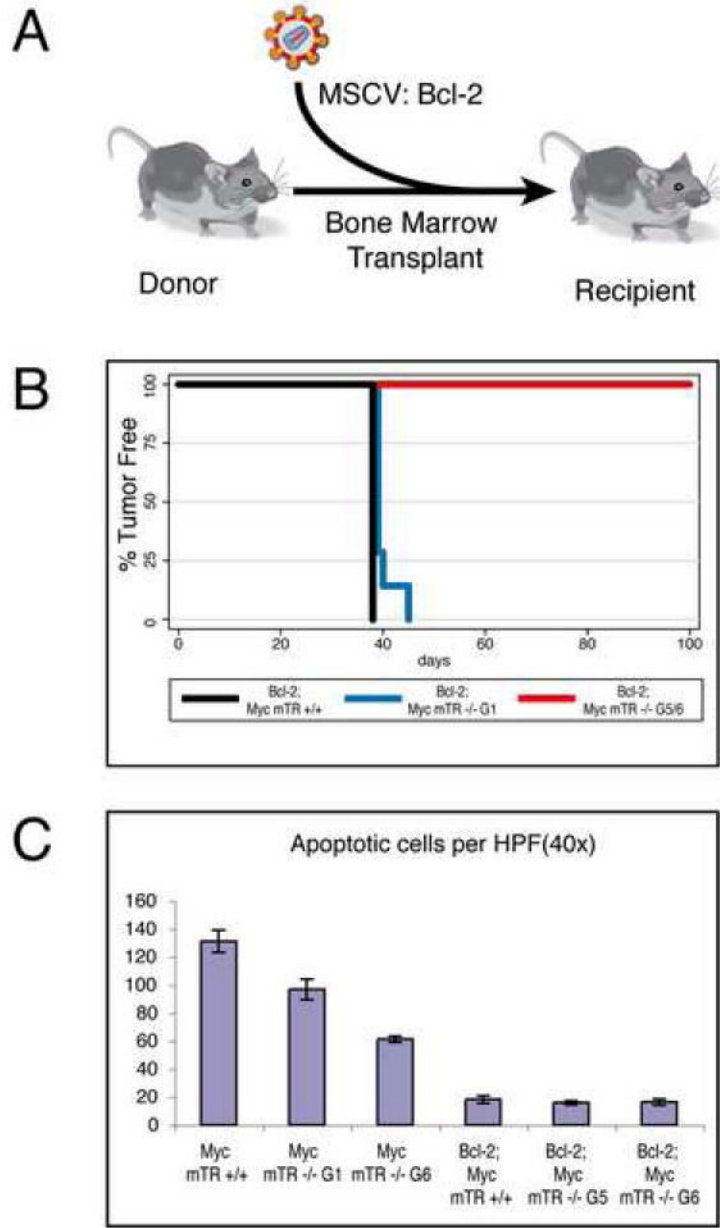 A
MSCV: Bcl-2
Bone Marrow
Transplant
Donor
Recipient
B
% Tumor Free
100
75
50
25
0
0 20 40 60 80 100
days
Bcl-2; Bcl-2; Bcl-2;
Myc mTR +/+ Myc mTR -/- G1 Myc mTR -/- G5/6
C
Apoptotic cells per HPF(40x)
160
140
120
100
80
60
40
20
0
Myc Myc Myc Bcl-2; Bcl-2; Bcl-2;
mTR +/+ mTR -/- G1 mTR -/- G6 Myc Myc Myc
mTR +/+ mTR -/- G5 mTR -/- G6